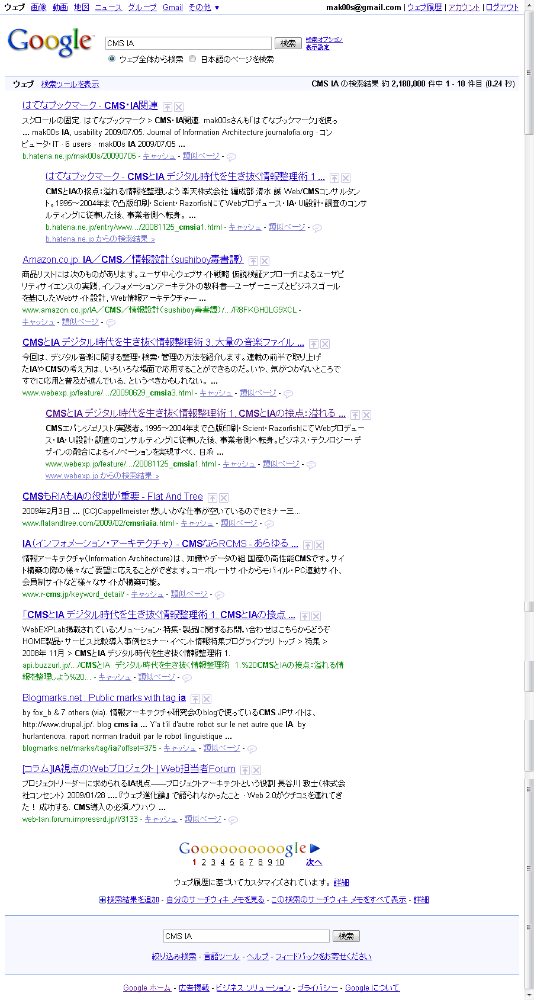 ウェブ 画像 動画 地図 ニュース グループ Gmail その他 ▼ mak00s@gmail.com | ウェブ履歴 | アカウント | ログアウト
Google™ CMS IA 検索 検索オプション
表示設定
ウェブ全体から検索 日本語のページを検索
ウェブ 検索ツールを表示 CMS IA の検索結果 約 2,180,000 件中 1 - 10 件目 (0.24 秒)
はてなブックマーク - CMS・IA関連
スクロールの固定. はてなブックマーク > CMS・IA関連. mak00sさんも「はてなブックマーク」を使っ
... mak00s IA, usability 2009/07/05. Journal of Information Architecture journalofia.org · コン
ピュータ・IT · 6 users · mak00s IA 2009/07/05 ...
b.hatena.ne.jp/mak00s/20090705 - キャッシュ - 類似ページ -
はてなブックマーク - CMSとIA デジタル時代を生き抜く情報整理術 1 ...
CMSとIAの接点：溢れる情報を整理しよう 楽天株式会社 編成部 清水 誠 Web/CMSコンサルタン
ト。1995～2004年まで凸版印刷・Scient・RazorfishにてWebプロデュース・IA・UI設計・調査のコンサ
ルティングに従事した後、事業者側へ転身。 ...
b.hatena.ne.jp/entry/www.../20081125_cmsia1.html - キャッシュ - 類似ページ -
b.hatena.ne.jp からの検索結果 »
Amazon.co.jp: IA／CMS／情報設計（sushiboy毒書譚）
商品リストには次のものがあります。ユーザ中心ウェブサイト戦略 仮説検証アプローチによるユーザビ
リティサイエンスの実践, インフォメーションアーキテクトの教科書―ユーザーニーズとビジネスゴール
を基にしたWebサイト設計, Web情報アーキテクチャ― ...
www.amazon.co.jp/IA／CMS／情報設計（sushiboy毒書譚）/.../R8FKGH0LG9XCL -
キャッシュ - 類似ページ -
CMSとIA デジタル時代を生き抜く情報整理術 3. 大量の音楽ファイル ...
今回は、デジタル音楽に関する整理・検索・管理の方法を紹介します。連載の前半で取り上げ
たIAやCMSの考え方は、いろいろな場面で応用することができるのだ。いや、気がつかないところで
すでに応用と普及が進んでいる、というべきかもしれない。 ...
www.webexp.jp/feature/.../20090629_cmsia3.html - キャッシュ - 類似ページ -
CMSとIA デジタル時代を生き抜く情報整理術 1. CMSとIAの接点：溢れる ...
CMSエバンジェリスト/実践者。1995～2004年まで凸版印刷・Scient・RazorfishにてWebプロデュー
ス・IA・UI設計・調査のコンサルティングに従事した後、事業者側へ転身。ビジネス・テクノロジー・デ
ザインの融合によるイノベーションを実現すべく、日系 ...
www.webexp.jp/feature/.../20081125_cmsia1.html - キャッシュ - 類似ページ -
www.webexp.jp からの検索結果 »
CMSもRIAもIAの役割が重要 - Flat And Tree
2009年2月3日 ... (CC)Cappellmeister 悲しいかな仕事が空いているのでセミナー三...
www.flatandtree.com/2009/02/cmsriaia.html - キャッシュ - 類似ページ -
IA（インフォメーション・アーキテクチャ） - CMSならRCMS - あらゆる ...
情報アーキテクチャ（Information Architecture）は、知識やデータの組 国産の高性能CMSです。サイ
ト構築の際の様々なご要望に応えることができます。コーポレートサイトからモバイル・PC連動サイト、
会員制サイトなど様々なサイトが構築可能。
www.r-cms.jp/keyword_detail/ - キャッシュ - 類似ページ -
「CMSとIA デジタル時代を生き抜く情報整理術 1. CMSとIAの接点 ...
WebEXPLab掲載されているソリューション・特集・製品に関するお問い合わせはこちらからどうぞ
HOME製品・サービス比較導入事例セミナー・イベント情報特集ブログライブラリ トップ > 特集 >
2008年 11月 > CMSとIA デジタル時代を生き抜く情報整理術 1.
api.buzzurl.jp/.../CMSとIA　デジタル時代を生き抜く情報整理術　1.%20CMSとIAの接点：溢れる情
報を整理しよう%20... - キャッシュ - 類似ページ -
Blogmarks.net : Public marks with tag ia
by fox_b & 7 others (via). 情報アーキテクチャ研究会のblogで使っているCMS JPサイトは、
http://www.drupal.jp/. blog cms ia ... Y'a t'il d'autre robot sur le net autre que IA. by
hurlantenova. raport norman traduit par le robot linguistique ...
blogmarks.net/marks/tag/ia?offset=375 - キャッシュ - 類似ページ -
[コラム]IA視点のWebプロジェクト | Web担当者Forum
プロジェクトリーダーに求められるIA視点――プロジェクトアーキテクトという役割 長谷川 敦士（株式会
社コンセント） 2009/01/28 .... 『ウェブ進化論』 で語られなかったこと · Web 2.0がクチコミを連れてき
た！ 成功する. CMS導入の必須ノウハウ ...
web-tan.forum.impressrd.jp/l/3133 - キャッシュ - 類似ページ -
Goooooooooogle
1 2 3 4 5 6 7 8 9 10 次へ
ウェブ履歴に基づいてカスタマイズされています。 詳細
検索結果を追加 - 自分のサーチウィキ メモを見る - この検索のサーチウィキ メモをすべて表示 - 詳細
CMS IA 検索
絞り込み検索 - 言語ツール - ヘルプ - フィードバックをお寄せください
Google ホーム - 広告掲載 - ビジネス ソリューション - プライバシー - Google について